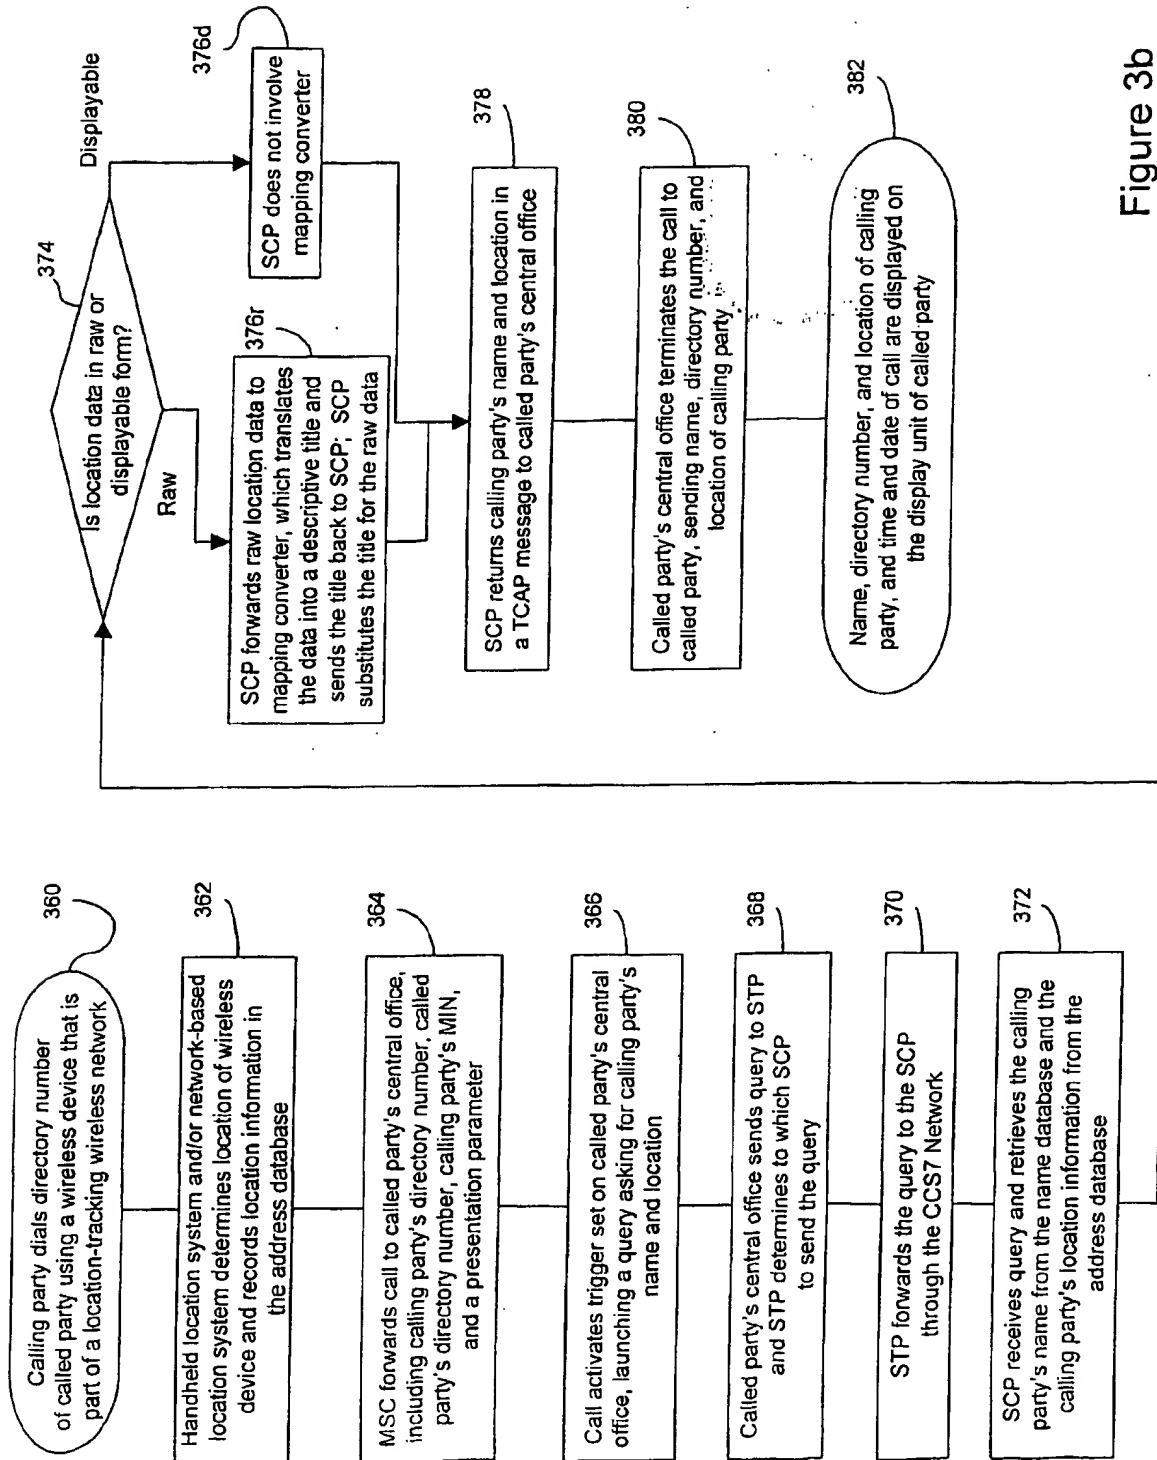 360
Calling party dials directory number
of called party using a wireless device that is
part of a location-tracking wireless network
362
Handheld location system and/or network-based
location system determines location of wireless
device and records location information in
the address database
364
MSC forwards call to called party's central office,
including calling party's directory number, called
party's directory number, calling party's MIN,
and a presentation parameter
366
Call activates trigger set on called party's central
office, launching a query asking for calling party's
name and location
368
Called party's central office sends query to STP
and STP determines to which SCP
to send the query
370
STP forwards the query to the SCP
through the CCS7 Network
372
SCP receives query and retrieves the calling
party's name from the name database and the
calling party's location information from the
address database
374
Is location data in raw or
displayable form?
Displayable
Raw
376d
SCP does not involve
mapping converter
376r
SCP forwards raw location data to
mapping converter, which translates
the data into a descriptive title and
sends the title back to SCP; SCP
substitutes the title for the raw data
378
SCP returns calling party's name and location in
a TCAP message to called party's central office
380
Called party's central office terminates the call to
called party, sending name, directory number, and
location of calling party
382
Name, directory number, and location of calling
party, and time and date of call are displayed on
the display unit of called party
Figure 3b